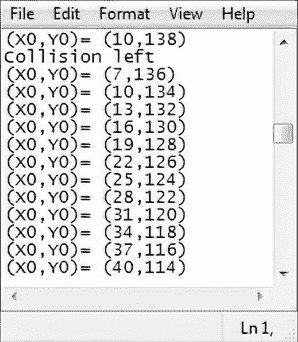 File Edit Format View Help
(X0,Y0)= (10,138)
Collision left
(X0,Y0)= (7,136)
(X0,Y0)= (10,134)
(X0,Y0)= (13,132)
(X0,Y0)= (16,130)
(X0,Y0)= (19,128)
(X0,Y0)= (22,126)
(X0,Y0)= (25,124)
(X0,Y0)= (28,122)
(X0,Y0)= (31,120)
(X0,Y0)= (34,118)
(X0,Y0)= (37,116)
(X0,Y0)= (40,114)
Ln 1,